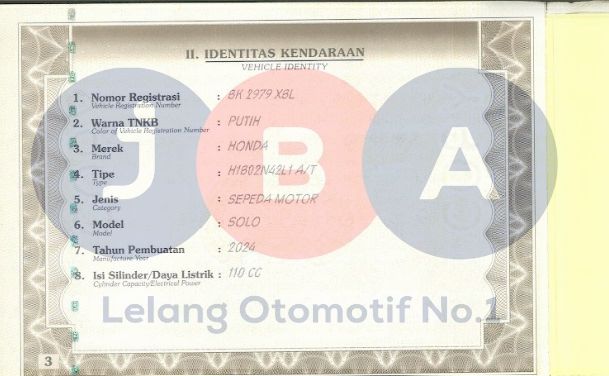 II. IDENTITAS KENDARAAN
VEHICLE IDENTITY
1. Nomor Registrasi : BK 2979 XBL
Vehicle Registration Number
2. Warna TNKB : PUTIH
Color of Vehicle Registration Number
3. Merek : HONDA
Brand
4. Tipe : H1B02N42L1 A/T
Type
5. Jenis : SEPEDA MOTOR
Category
6. Model : SOLO
Model
7. Tahun Pembuatan : 2024
Manufacture Year
8. Isi Silinder/Daya Listrik : 110 CC
Cylinder Capacity/Electrical Power
JBA
Lelang Otomotif No.1
3